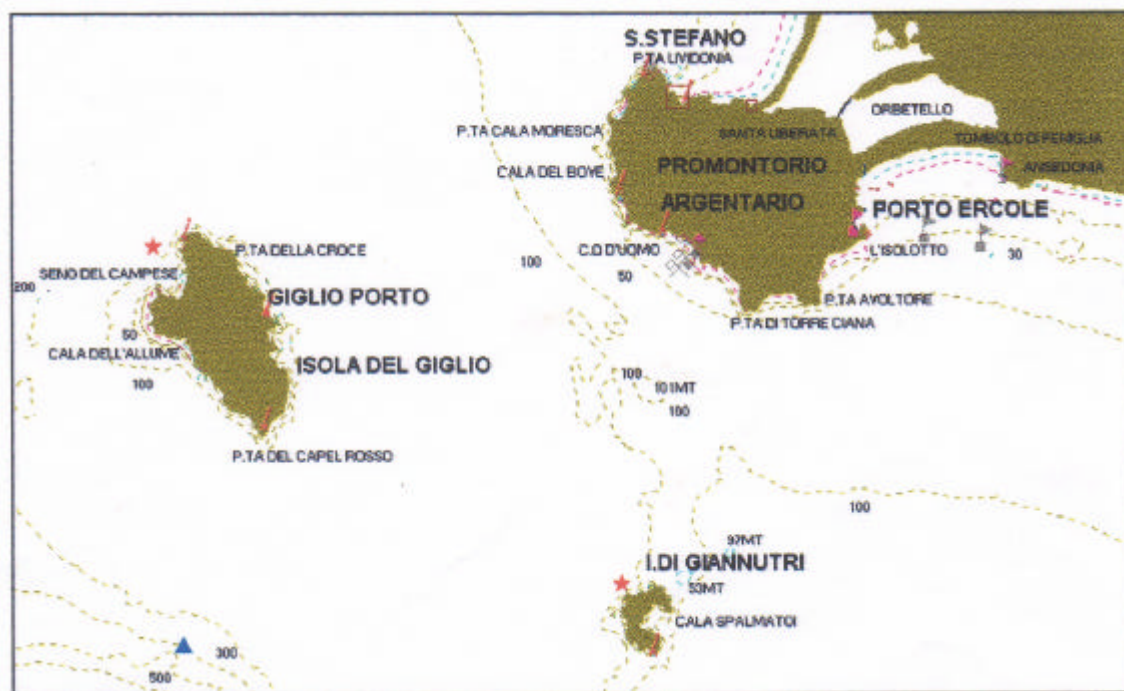 S.STEFANO
P.TA LIVIDONIA
ORBETELLO
P.TA CALA MORESCA
SANTA LIBERATA
TOMBOLO DI FENIGLIA
CALA DEL BOVE
PROMONTORIO
ANSEDONIA
ARGENTARIO
PORTO ERCOLE
P.TA DELLA CROCE
C.O D'UOMO
L'ISOLOTTO
30
100
SENO DEL CAMPESE
50
200
GIGLIO PORTO
P.TA AVOLTORE
P.TA DI TORRE CIANA
50
CALA DELL'ALLUME
ISOLA DEL GIGLIO
100
100
101MT
100
P.TA DEL CAPEL ROSSO
100
97MT
I.DI GIANNUTRI
53MT
CALA SPALMATOI
300
500